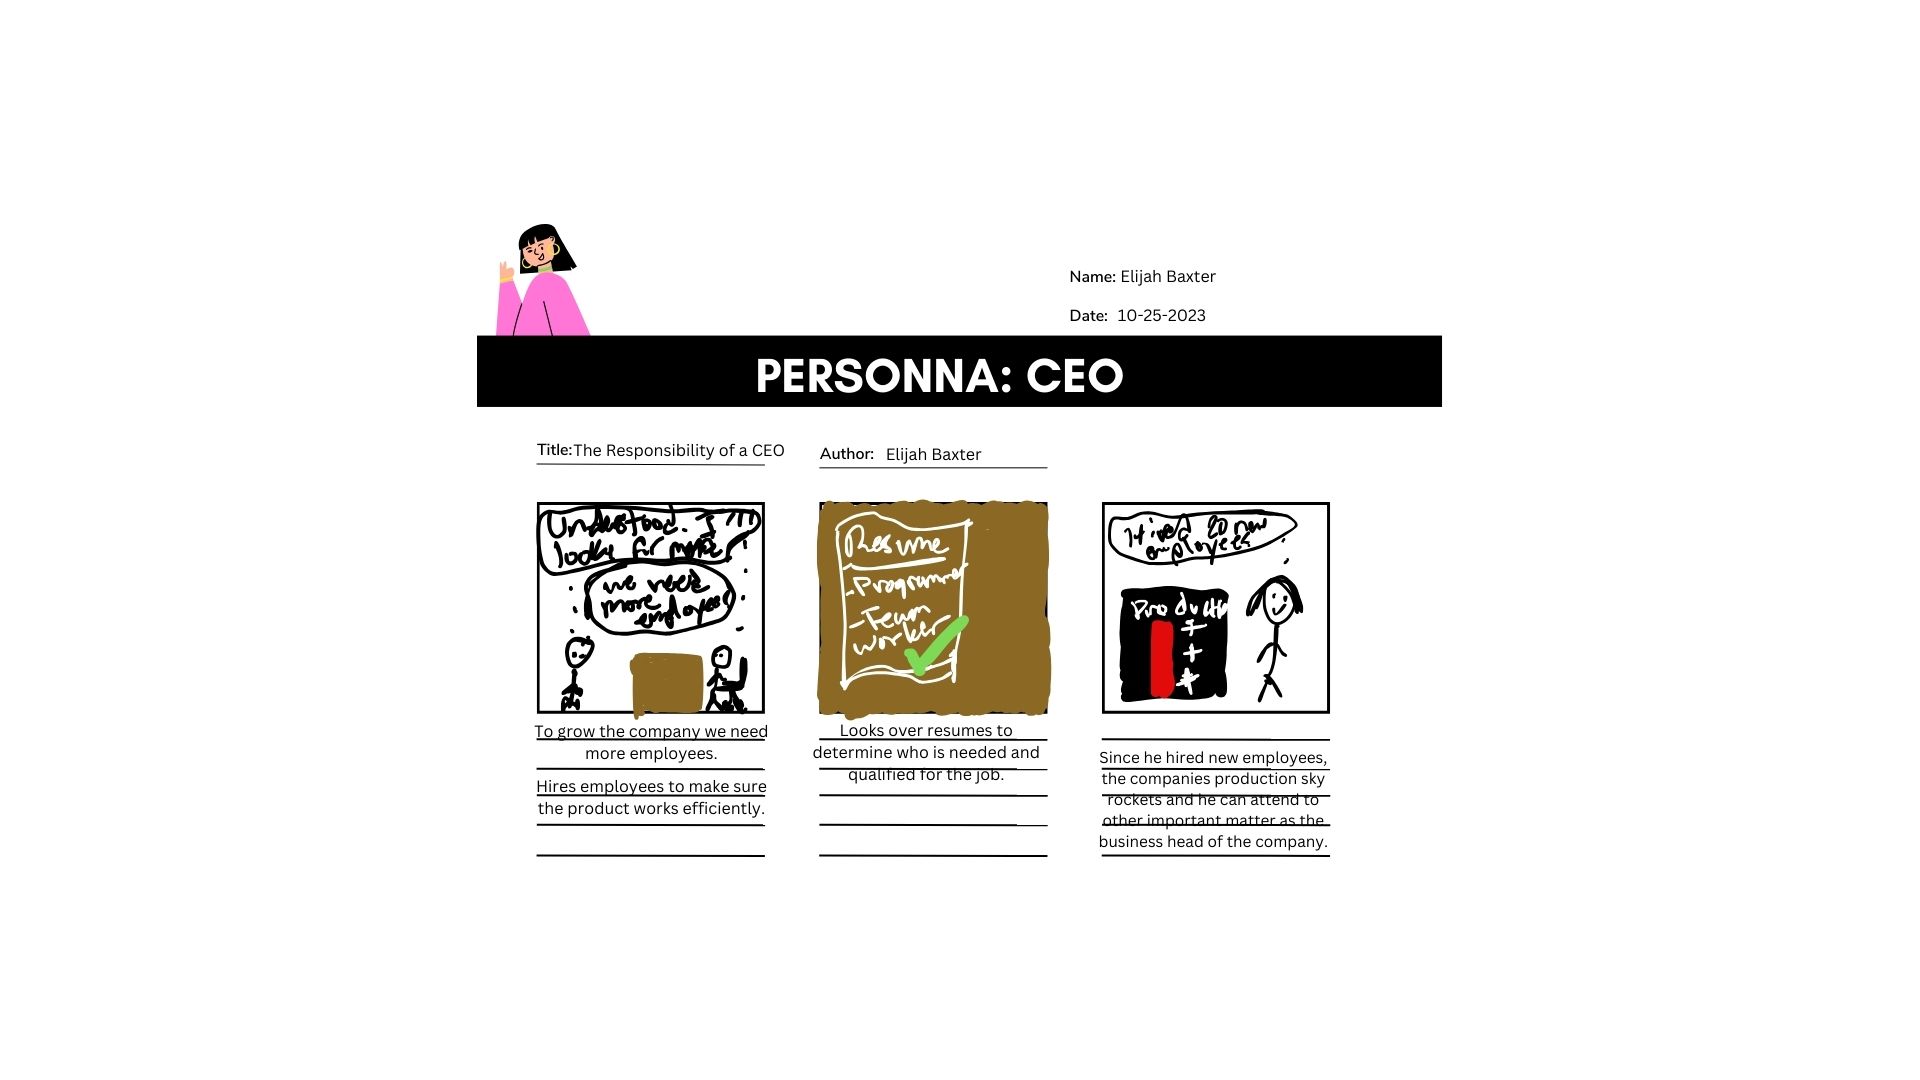 Name: Elijah Baxter
Date: 10-25-2023
PERSONNA: CEO
Title:The Responsibility of a CEO
Author: Elijah Baxter
Understood. I
for more
we need
more
employees
To grow the company we need
more employees.
Hires employees to make sure
the product works efficiently.
Resume
-Programmer
-Team
worker
Looks over resumes to
determine who is needed and
qualified for the job.
Hired 20 new
employees
+
+
+
Since he hired new employees,
the companies production sky
rockets and he can attend to
other important matter as the
business head of the company.